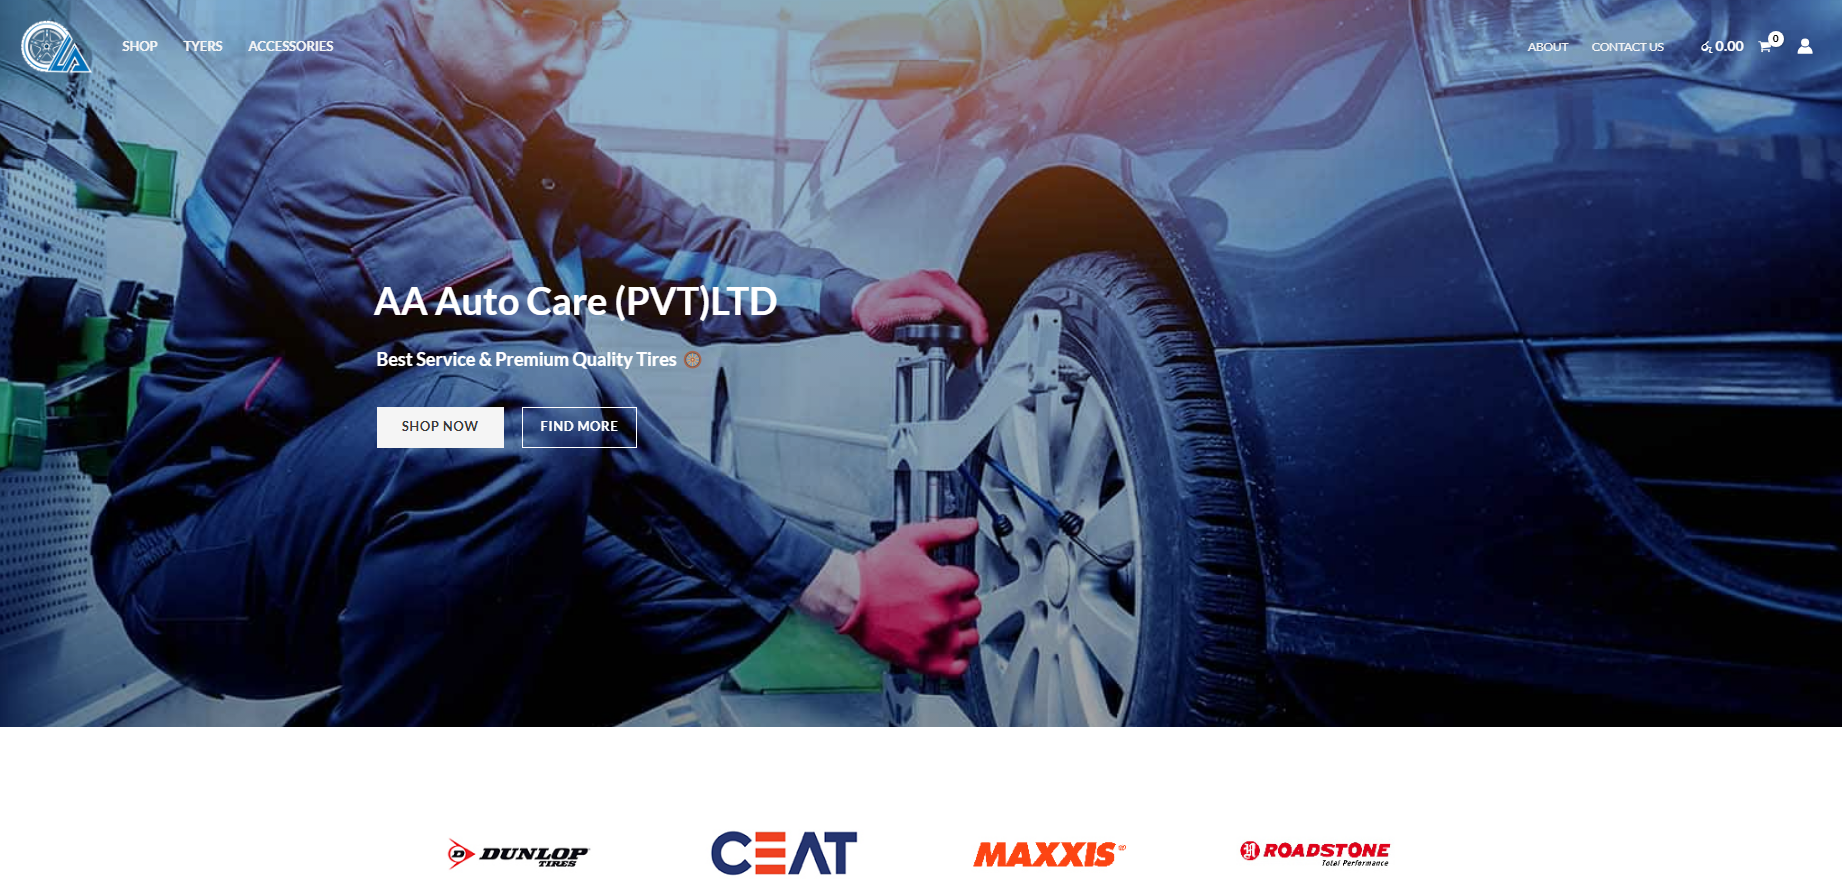 SHOP TYERS ACCESSORIES
ABOUT CONTACT US රු 0.00 0
AA Auto Care (PVT)LTD
Best Service & Premium Quality Tires
SHOP NOW FIND MORE
DUNLOP
TIRES
CEAT
MAXXIS®
ROADSTONE
Total Performance